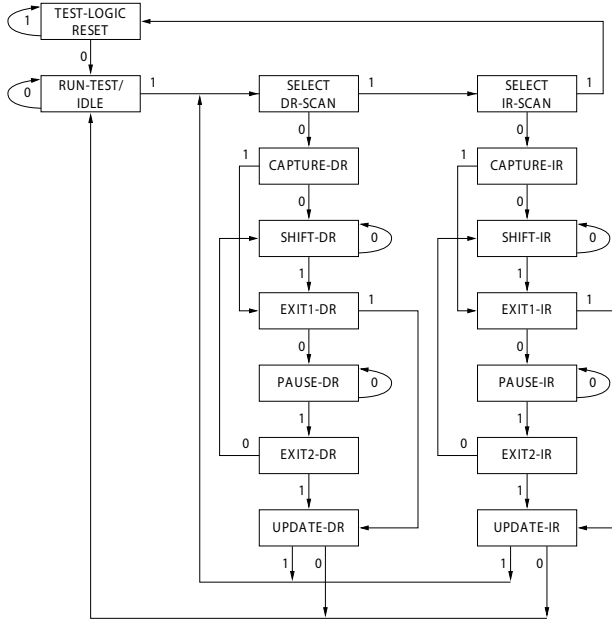 1
TEST-LOGIC
RESET
0
0
RUN-TEST/
IDLE
1
SELECT
DR-SCAN
1
SELECT
IR-SCAN
1
0
0
1
CAPTURE-DR
1
CAPTURE-IR
0
0
SHIFT-DR
0
SHIFT-IR
0
1
1
EXIT1-DR
1
EXIT1-IR
1
0
0
PAUSE-DR
0
PAUSE-IR
0
1
1
0
EXIT2-DR
0
EXIT2-IR
1
1
UPDATE-DR
UPDATE-IR
1
0
1
0